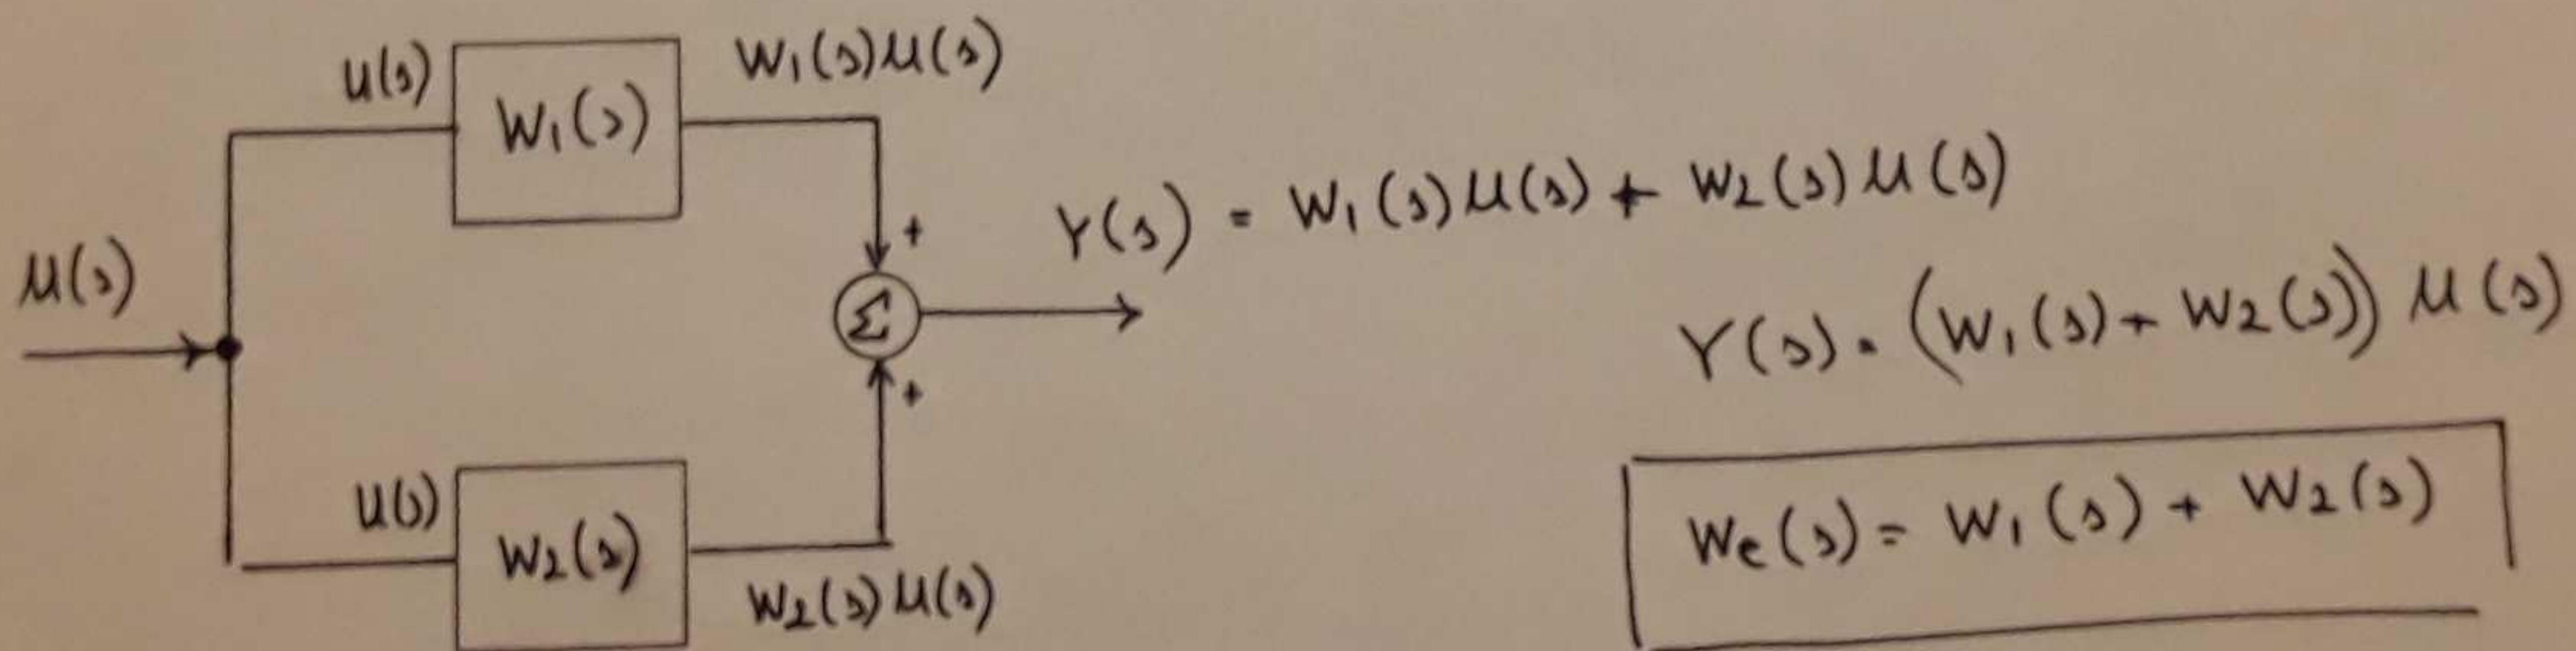 U(s)
W1(s)
W1(s)U(s)
+
Y(s) = W1(s)U(s) + W2(s)U(s)
U(s)
Σ
Y(s) = (W1(s) + W2(s)) U(s)
+
U(s)
W2(s)
W2(s)U(s)
We(s) = W1(s) + W2(s)